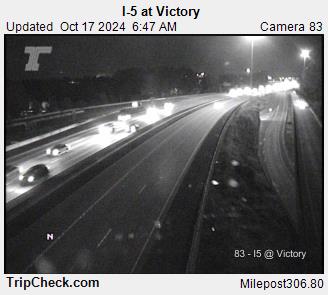 I-5 at Victory
Updated Oct 17 2024 6:47 AM Camera 83
T
N
83 - I5 @ Victory
TripCheck.com Milepost306.80